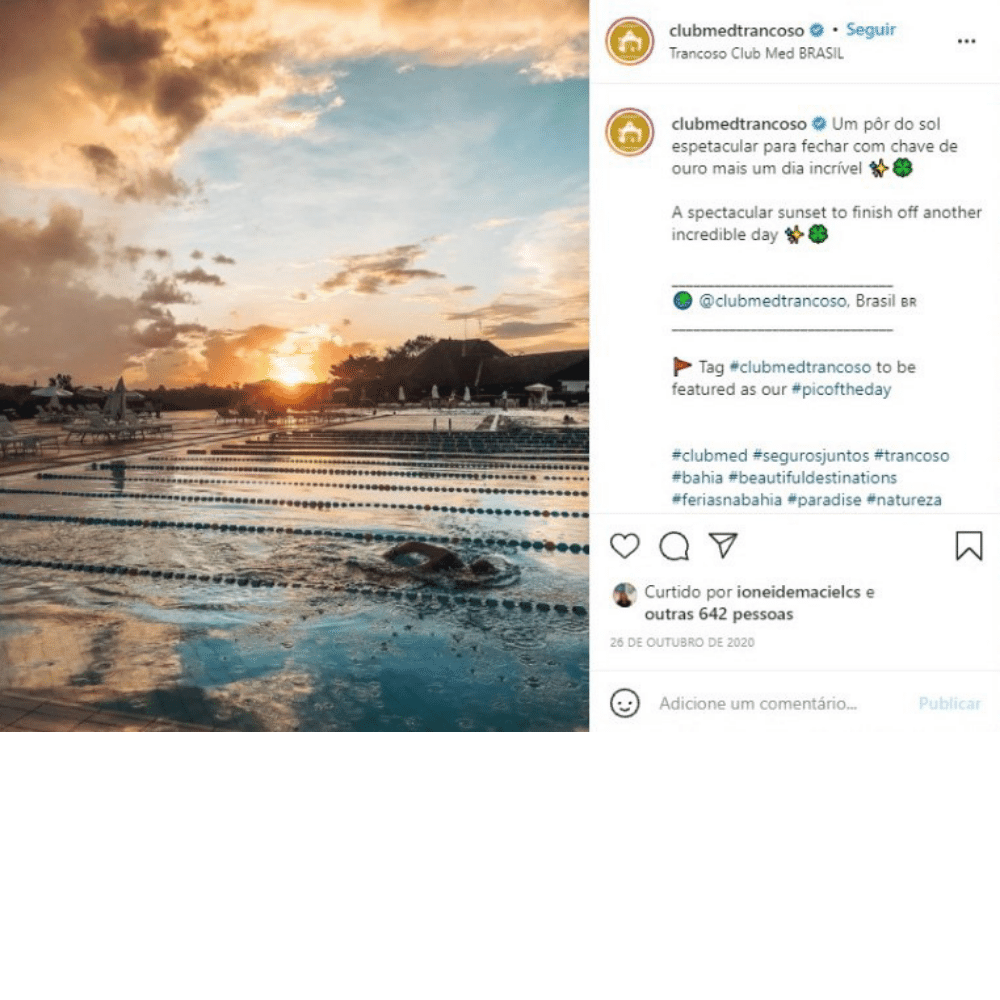 clubmedtrancoso • Seguir
Trancoso Club Med BRASIL
clubmedtrancoso Um pôr do sol
espetacular para fechar com chave de
ouro mais um dia incrível ✨🍀
A spectacular sunset to finish off another
incredible day ✨🍀
@clubmedtrancoso, Brasil BR
Tag #clubmedtrancoso to be
featured as our #picoftheday
#clubmed #segurosjuntos #trancoso
#bahia #beautifuldestinations
#feriasnabahia #paradise #natureza
Curtido por ioneidemacielcs e
outras 642 pessoas
26 DE OUTUBRO DE 2020
Adicione um comentário...
Publicar